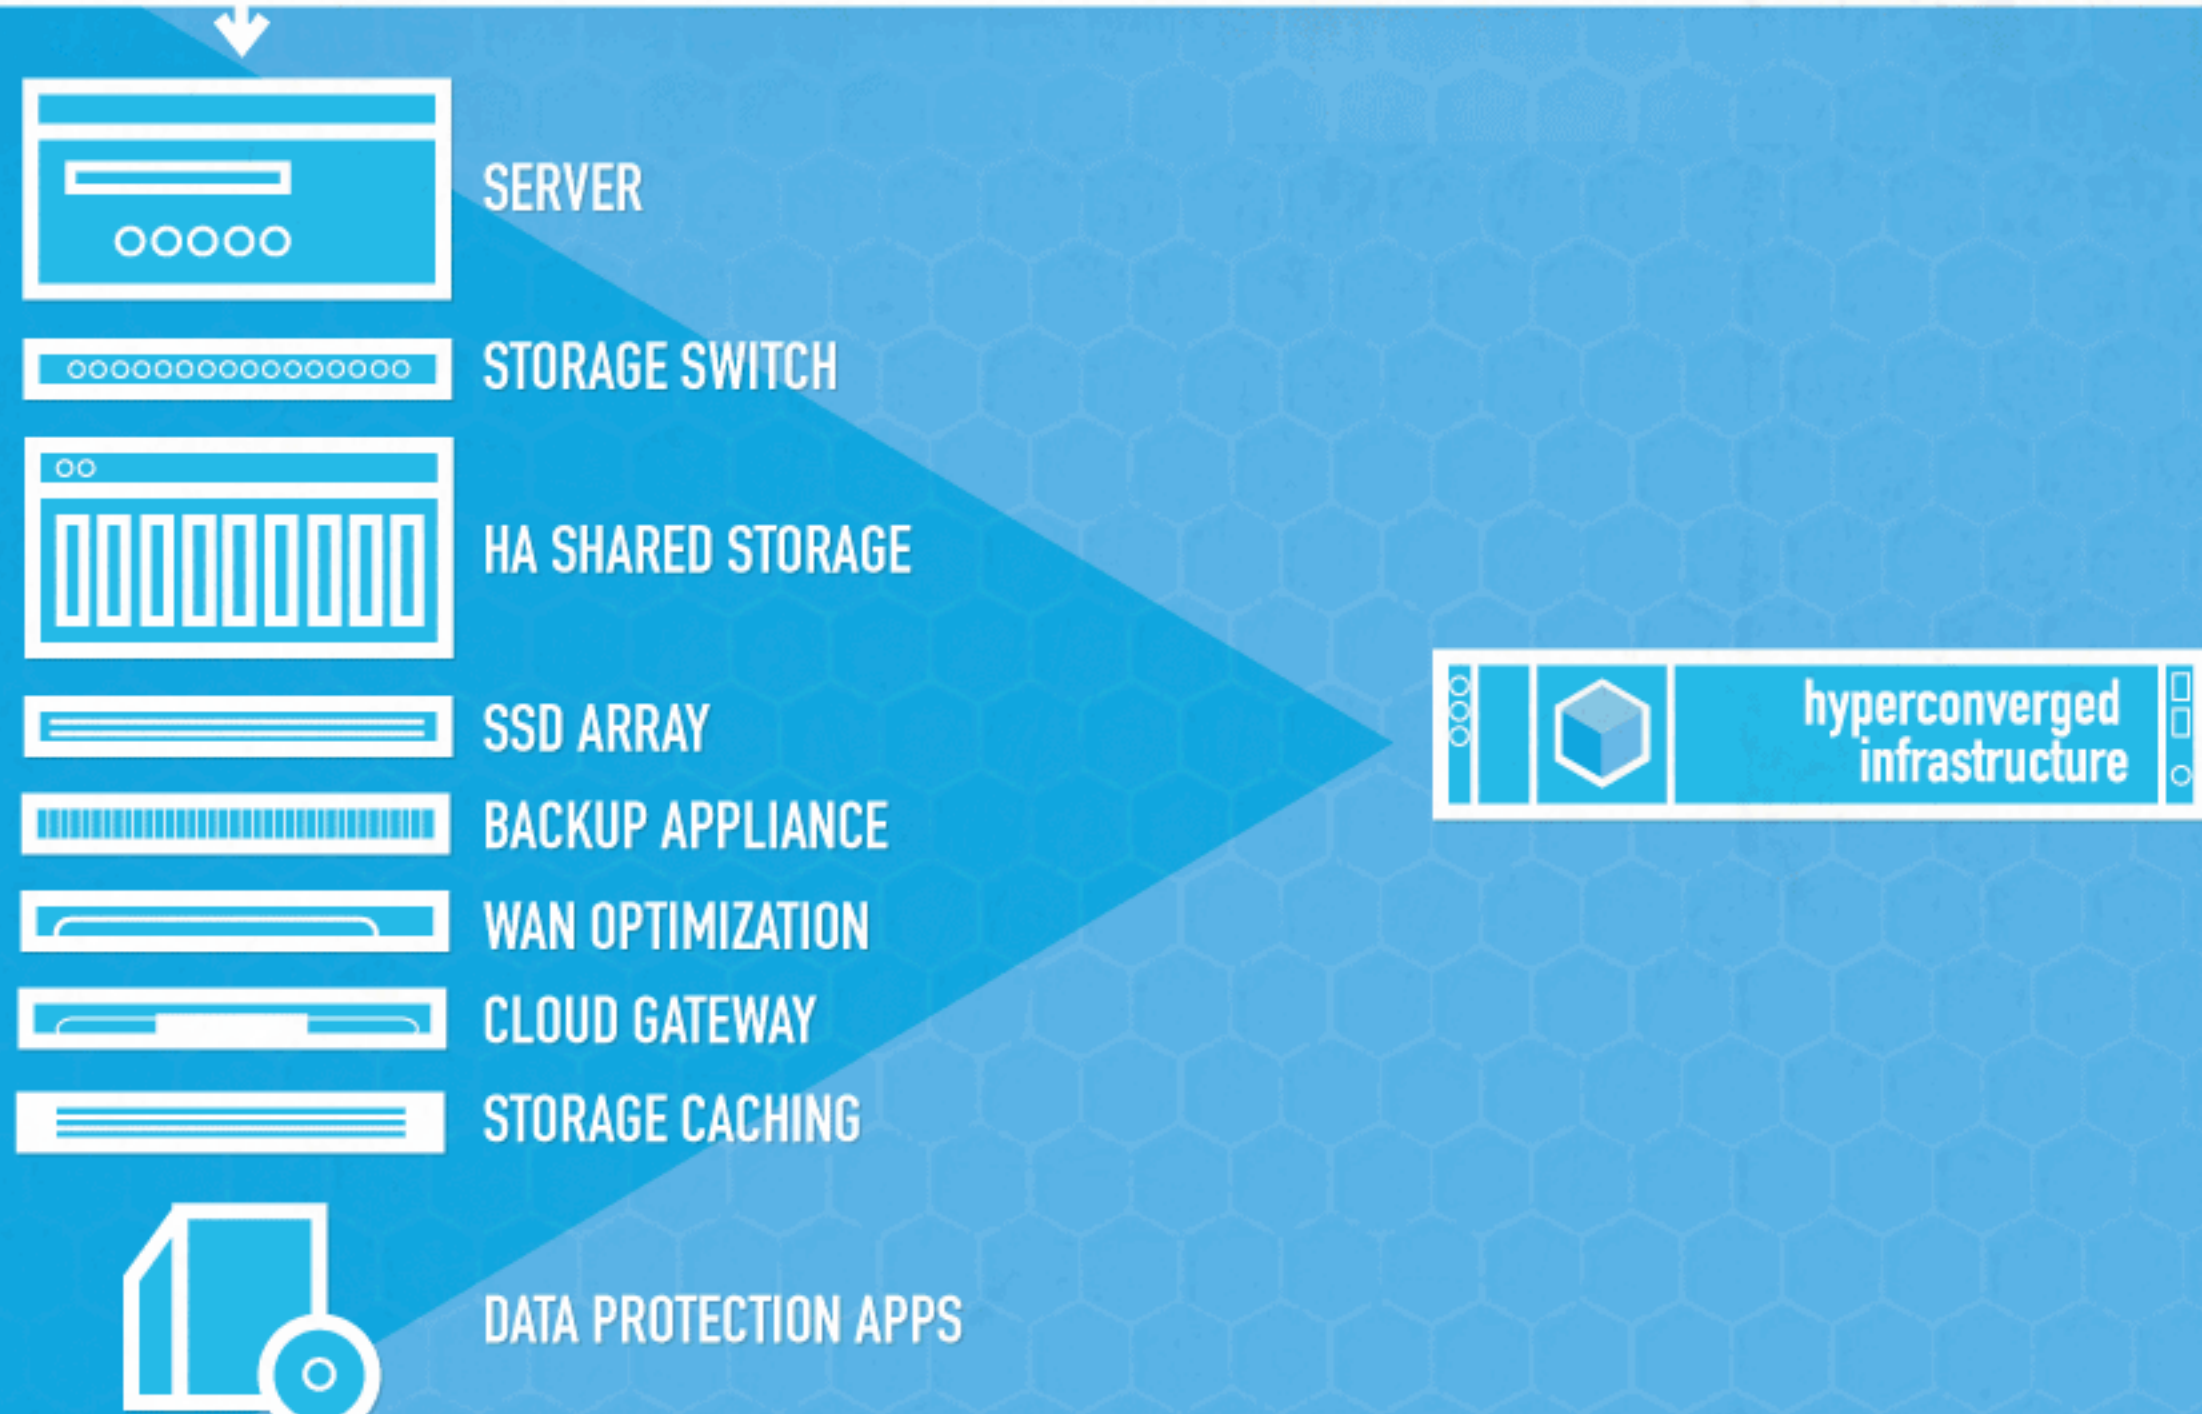 SERVER
STORAGE SWITCH
HA SHARED STORAGE
SSD ARRAY
BACKUP APPLIANCE
WAN OPTIMIZATION
CLOUD GATEWAY
STORAGE CACHING
DATA PROTECTION APPS
hyperconverged
infrastructure